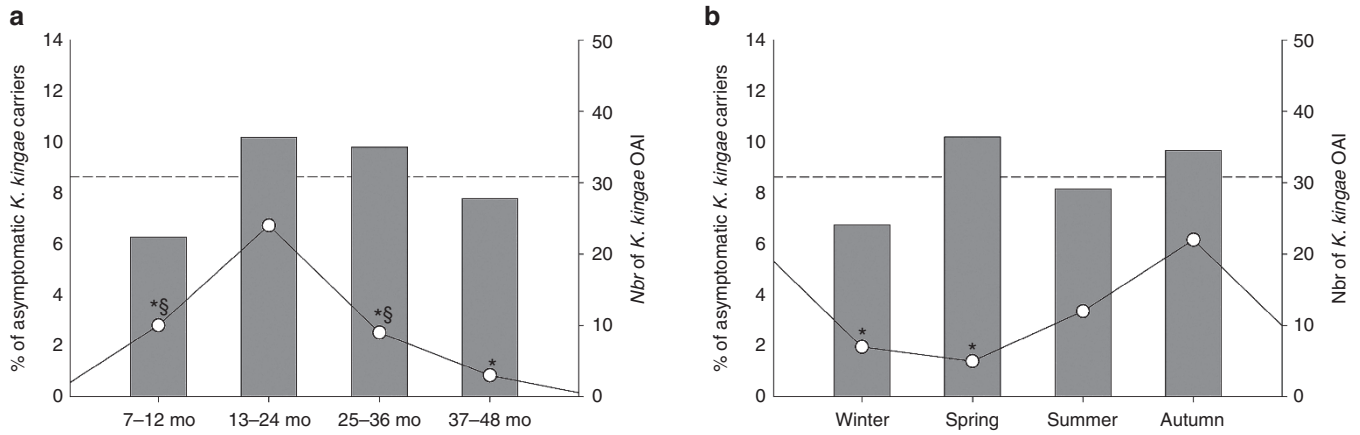 a
14
12
10
8
6
4
2
0
% of asymptomatic K. kingae carriers
50
40
30
20
10
0
Nbr of K. kingae OAI
*§
*§
*
7–12 mo
13–24 mo
25–36 mo
37–48 mo
b
14
12
10
8
6
4
2
0
% of asymptomatic K. kingae carriers
50
40
30
20
10
0
Nbr of K. kingae OAI
*
*
Winter
Spring
Summer
Autumn